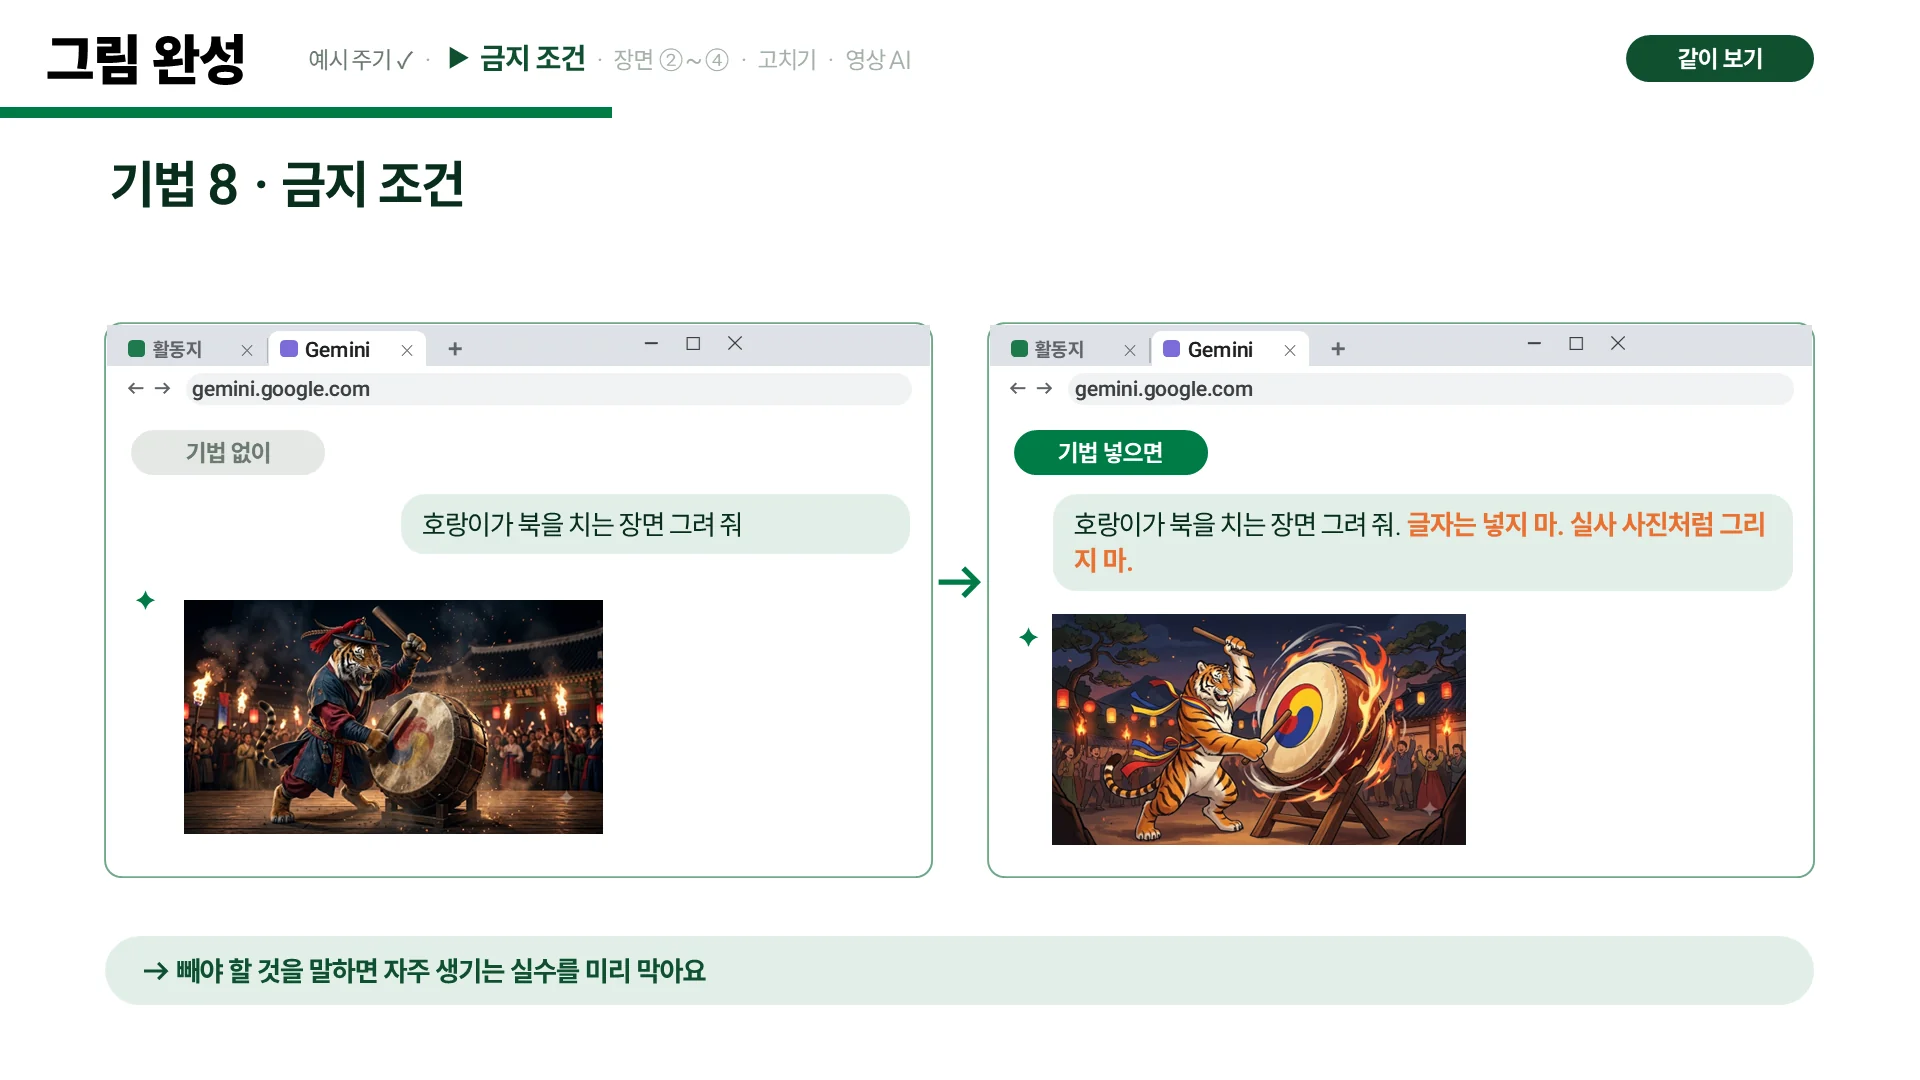 그림 완성
예시 주기 ✓ · ▶ 금지 조건 · 장면 ②~④ · 고치기 · 영상 AI
같이 보기
기법 8 · 금지 조건
활동지
Gemini
gemini.google.com
기법 없이
호랑이가 북을 치는 장면 그려 줘
→
활동지
Gemini
gemini.google.com
기법 넣으면
호랑이가 북을 치는 장면 그려 줘. 글자는 넣지 마. 실사 사진처럼 그리
지 마.
→ 빼야 할 것을 말하면 자주 생기는 실수를 미리 막아요